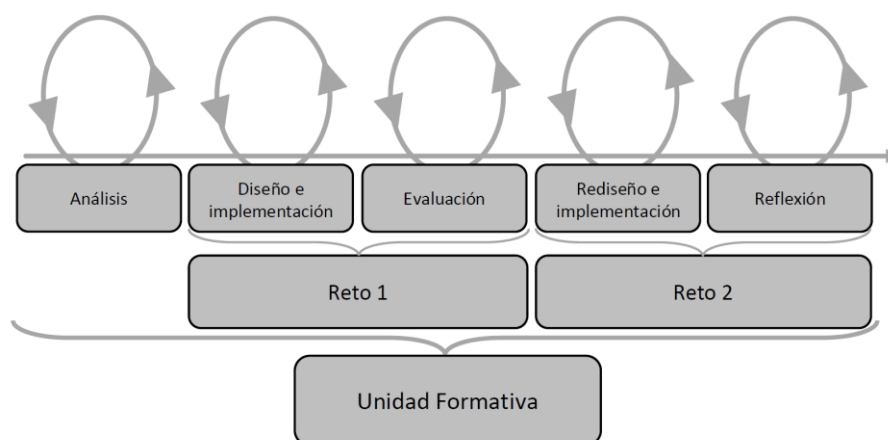 Análisis
Diseño e
implementación
Evaluación
Rediseño e
implementación
Reflexión
Reto 1
Reto 2
Unidad Formativa